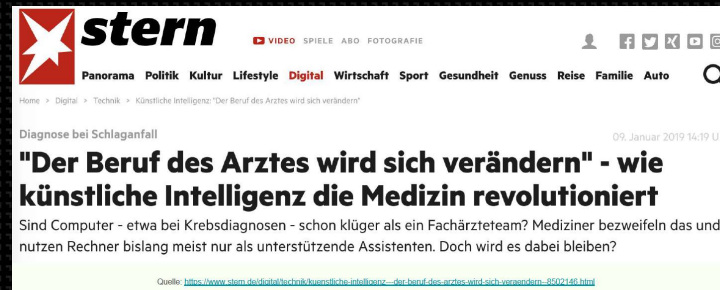 stern
VIDEO SPIELE ABO FOTOGRAFIE
Panorama Politik Kultur Lifestyle Digital Wirtschaft Sport Gesundheit Genuss Reise Familie Auto
Home > Digital > Technik > Künstliche Intelligenz: "Der Beruf des Arztes wird sich verändern"
Diagnose bei Schlaganfall
09. Januar 2019 14:19 U
"Der Beruf des Arztes wird sich verändern" - wie
künstliche Intelligenz die Medizin revolutioniert
Sind Computer - etwa bei Krebsdiagnosen - schon klüger als ein Fachärzteteam? Mediziner bezweifeln das und
nutzen Rechner bislang meist nur als unterstützende Assistenten. Doch wird es dabei bleiben?
Quelle: https://www.stern.de/digital/technik/kuenstliche-intelligenz---der-beruf-des-arztes-wird-sich-veraendern--8502146.html